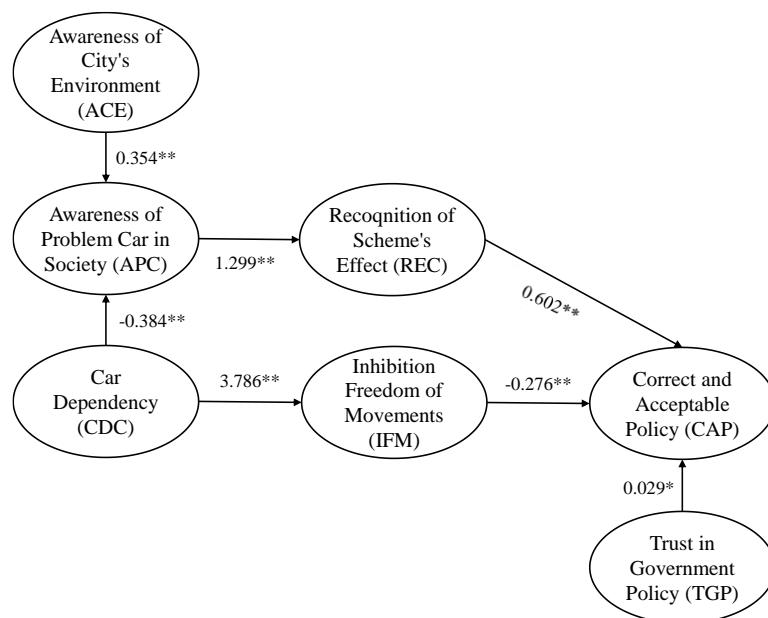 Awareness of
City's
Environment
(ACE)
0.354**
Awareness of
Problem Car in
Society (APC)
1.299**
Recoqnition of
Scheme's
Effect (REC)
0.602**
-0.384**
Car
Dependency
(CDC)
3.786**
Inhibition
Freedom of
Movements
(IFM)
-0.276**
Correct and
Acceptable
Policy (CAP)
0.029*
Trust in
Government
Policy (TGP)